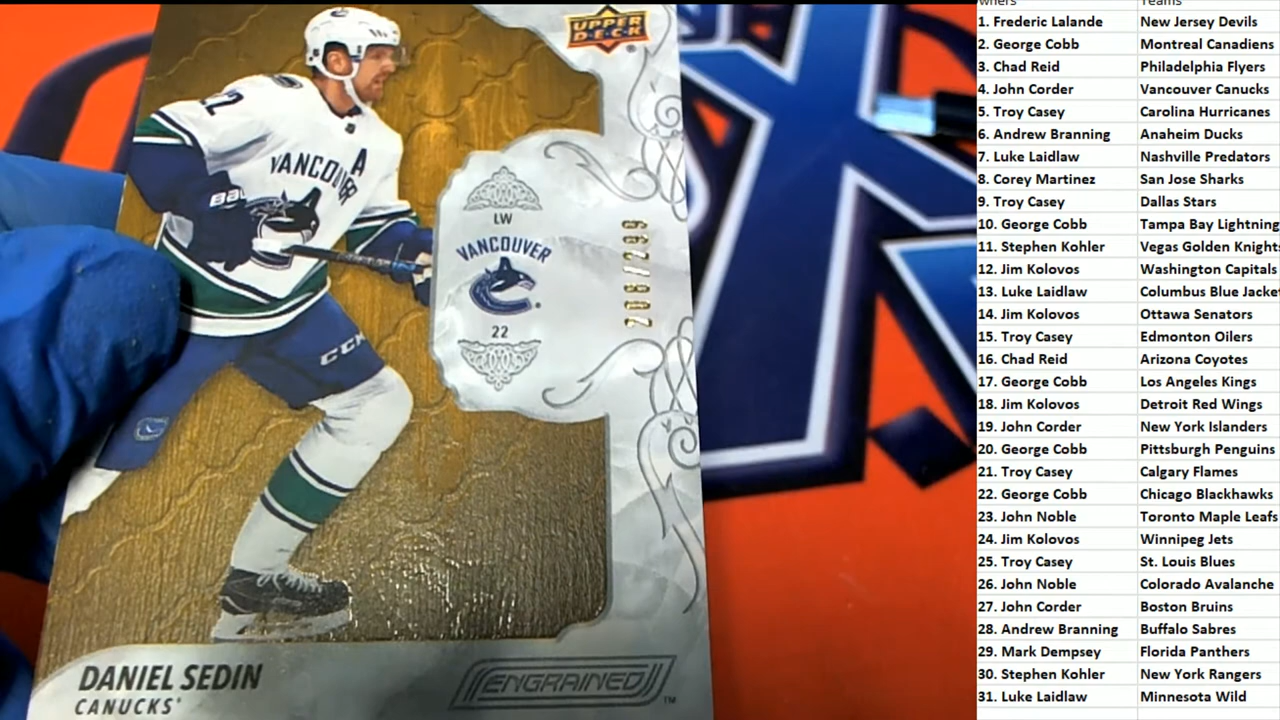 UPPER
DECK
22
A
VANCOUVER
LW
VANCOUVER
22
CCM
DANIEL SEDIN
CANUCKS
ENGRAINED
TM
Teams
1. Frederic Lalande New Jersey Devils
2. George Cobb Montreal Canadiens
3. Chad Reid Philadelphia Flyers
4. John Corder Vancouver Canucks
5. Troy Casey Carolina Hurricanes
6. Andrew Branning Anaheim Ducks
7. Luke Laidlaw Nashville Predators
8. Corey Martinez San Jose Sharks
9. Troy Casey Dallas Stars
10. George Cobb Tampa Bay Lightning
11. Stephen Kohler Vegas Golden Knights
12. Jim Kolovos Washington Capitals
13. Luke Laidlaw Columbus Blue Jacket
14. Jim Kolovos Ottawa Senators
15. Troy Casey Edmonton Oilers
16. Chad Reid Arizona Coyotes
17. George Cobb Los Angeles Kings
18. Jim Kolovos Detroit Red Wings
19. John Corder New York Islanders
20. George Cobb Pittsburgh Penguins
21. Troy Casey Calgary Flames
22. George Cobb Chicago Blackhawks
23. John Noble Toronto Maple Leafs
24. Jim Kolovos Winnipeg Jets
25. Troy Casey St. Louis Blues
26. John Noble Colorado Avalanche
27. John Corder Boston Bruins
28. Andrew Branning Buffalo Sabres
29. Mark Dempsey Florida Panthers
30. Stephen Kohler New York Rangers
31. Luke Laidlaw Minnesota Wild